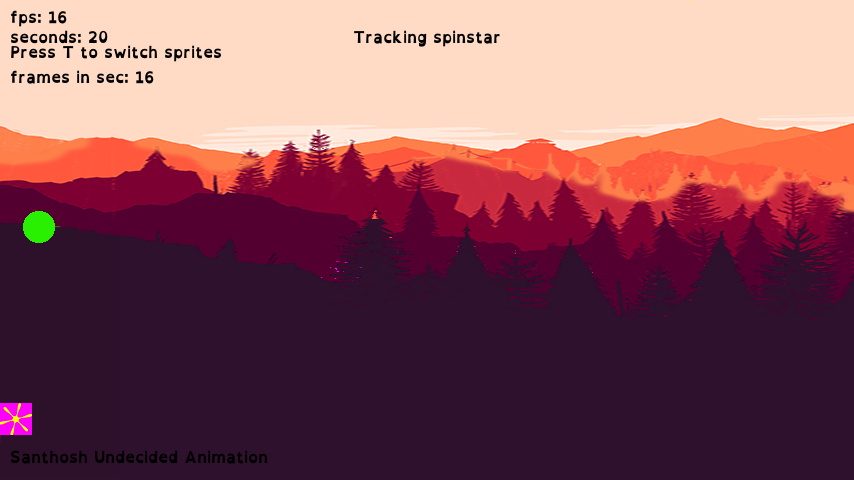 fps: 16
seconds: 20
Tracking spinstar
Press T to switch sprites
frames in sec: 16
Santhosh Undecided Animation